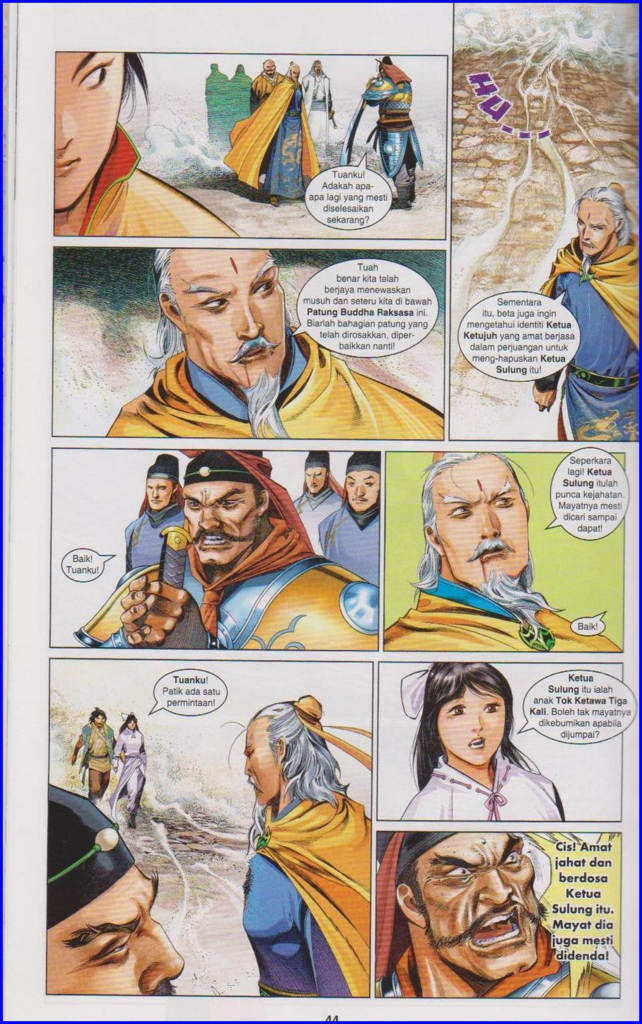 Tuanku!
Adakah apa-
apa lagi yang mesti
diselesaikan
sekarang?
HU...
Tuah
benar kita telah
berjaya menewaskan
musuh dan seteru kita di bawah
Patung Buddha Raksasa ini.
Biarlah bahagian patung yang
telah dirosakkan, diper-
baikkan nanti!
Sementara
itu, beta juga ingin
mengetahui identiti Ketua
Ketujuh yang amat berjasa
dalam perjuangan untuk
meng-hapuskan Ketua
Sulung itu!
Baik!
Tuanku!
Seperkara
lagi! Ketua
Sulung itulah
punca kejahatan.
Mayatnya mesti
dicari sampai
dapat!
Baik!
Tuanku!
Patik ada satu
permintaan!
Ketua
Sulung itu ialah
anak Tok Ketawa Tiga
Kali. Boleh tak mayatnya
dikebumikan apabila
dijumpai?
Cis! Amat
jahat dan
berdosa
Ketua
Sulung itu.
Mayat dia
juga mesti
didenda!
44